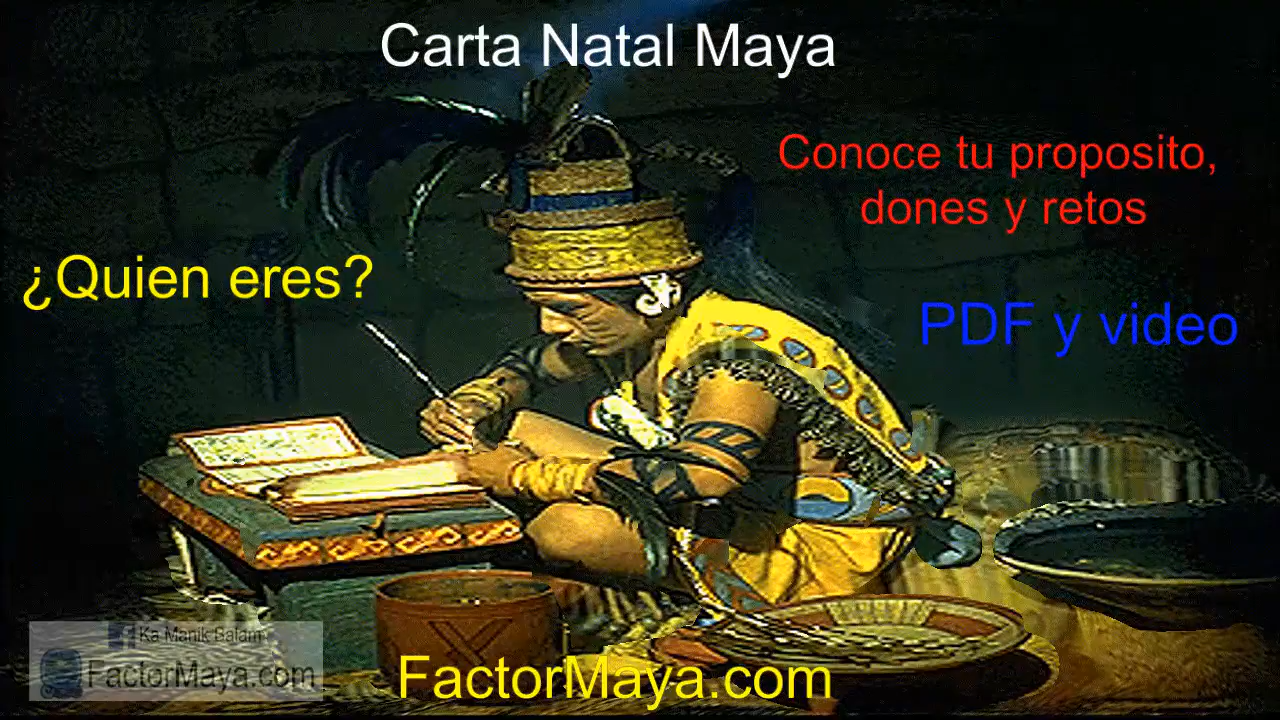 Carta Natal Maya
Conoce tu proposito,
dones y retos
¿Quien eres?
PDF y video
Ka Manik Balam
FactorMaya.com
FactorMaya.com